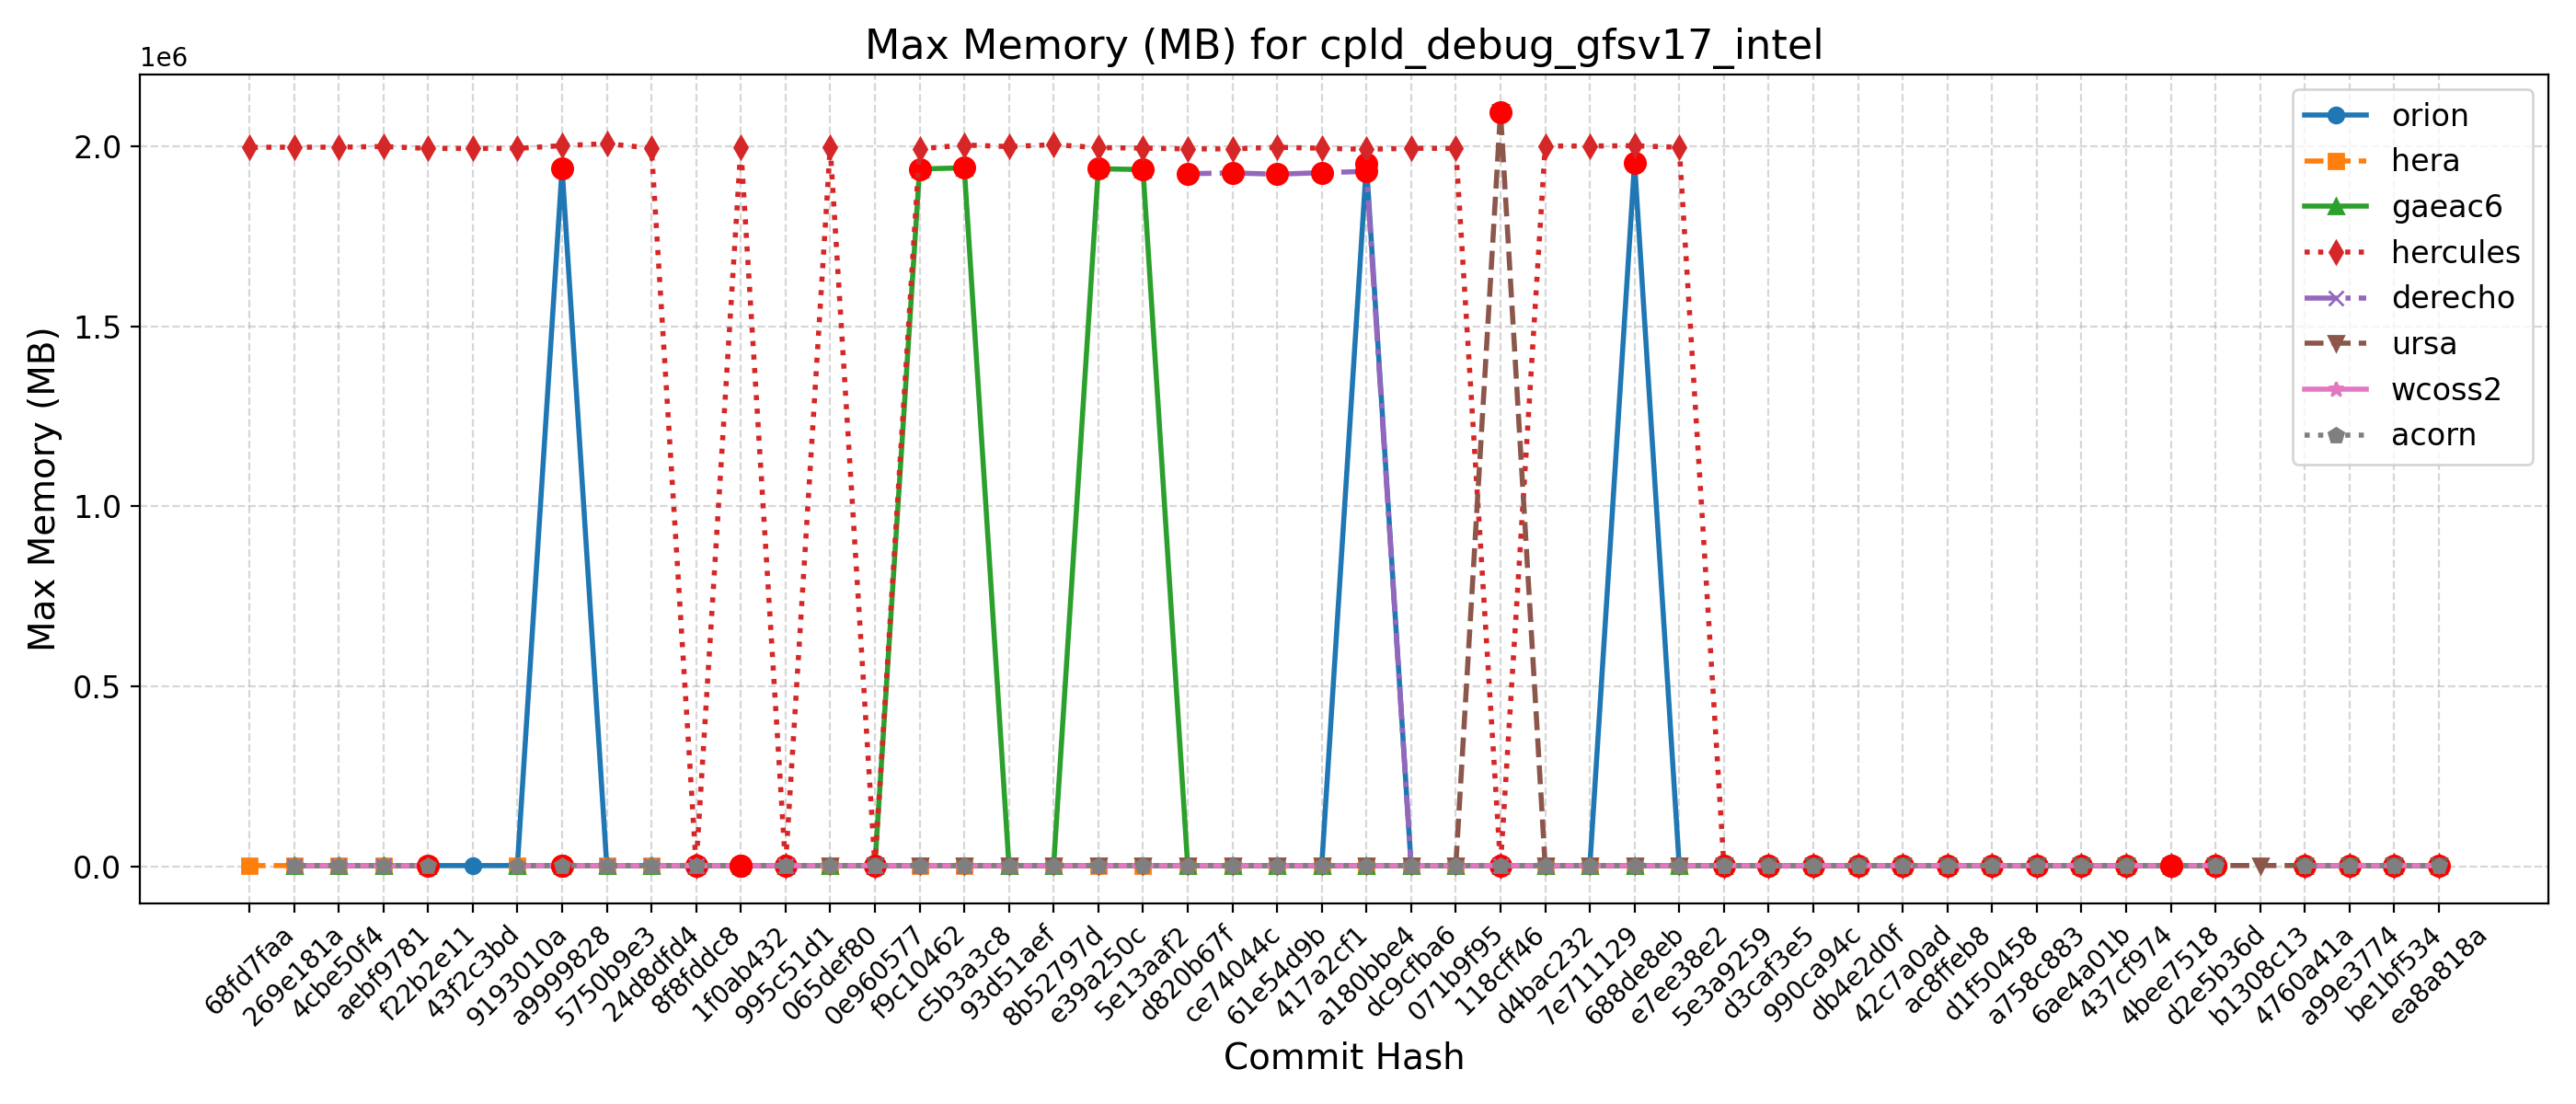 Max Memory (MB) for cpld_debug_gfsv17_intel
1e6
2.0
1.5
1.0
0.5
0.0
Max Memory (MB)
orion
hera
gaeac6
hercules
derecho
ursa
wcoss2
acorn
68fd7faa
269e181a
4cbe50f4
aebf9781
f22b2e11
43f2c3bd
9193010a
a9999828
5750b9e3
24d8dfd4
8f8fddc8
1f0ab432
995c51d1
065def80
0e960577
f9c10462
c5b3a3c8
93d51aef
8b52797d
e39a250c
5e13aaf2
d820b67f
ce74044c
61e54d9b
417a2cf1
a180bbe4
dc9cfba6
071b9f95
118cff46
d4bac232
7e711129
688de8eb
e7ee38e2
5e3a9259
d3caf3e5
990ca94c
db4e2d0f
42c7a0ad
ac8ffeb8
d1f50458
a758c883
6ae4a01b
437cf974
4bee7518
d2e5b36d
b1308c13
4760a41a
a99e3774
be1bf534
ea8a818a
Commit Hash